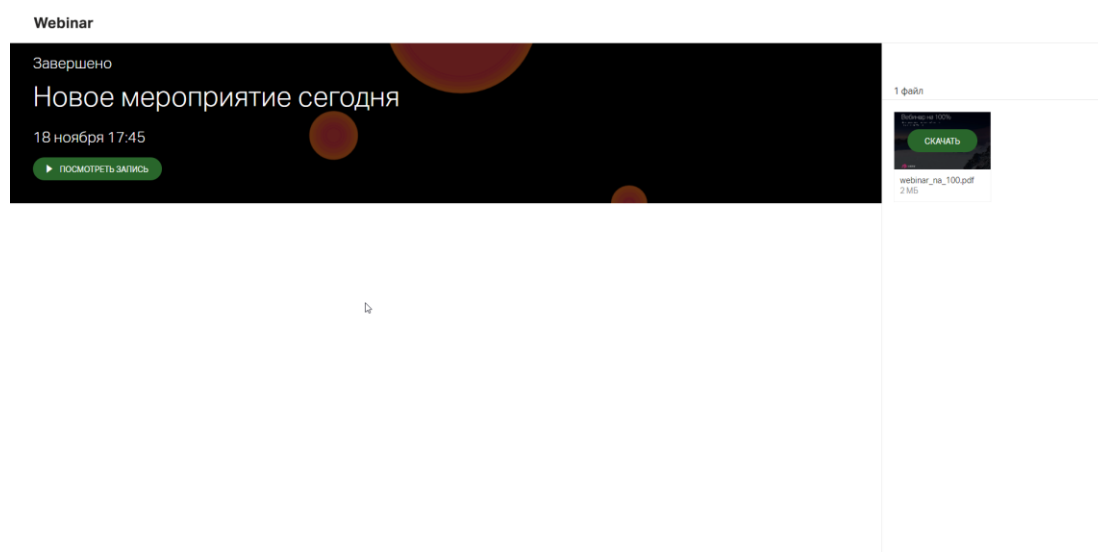 Webinar
Завершено
Новое мероприятие сегодня
18 ноября 17:45
ПОСМОТРЕТЬ ЗАПИСЬ
1 файл
Вебинар на 100%
СКАЧАТЬ
webinar_na_100.pdf
2 МБ